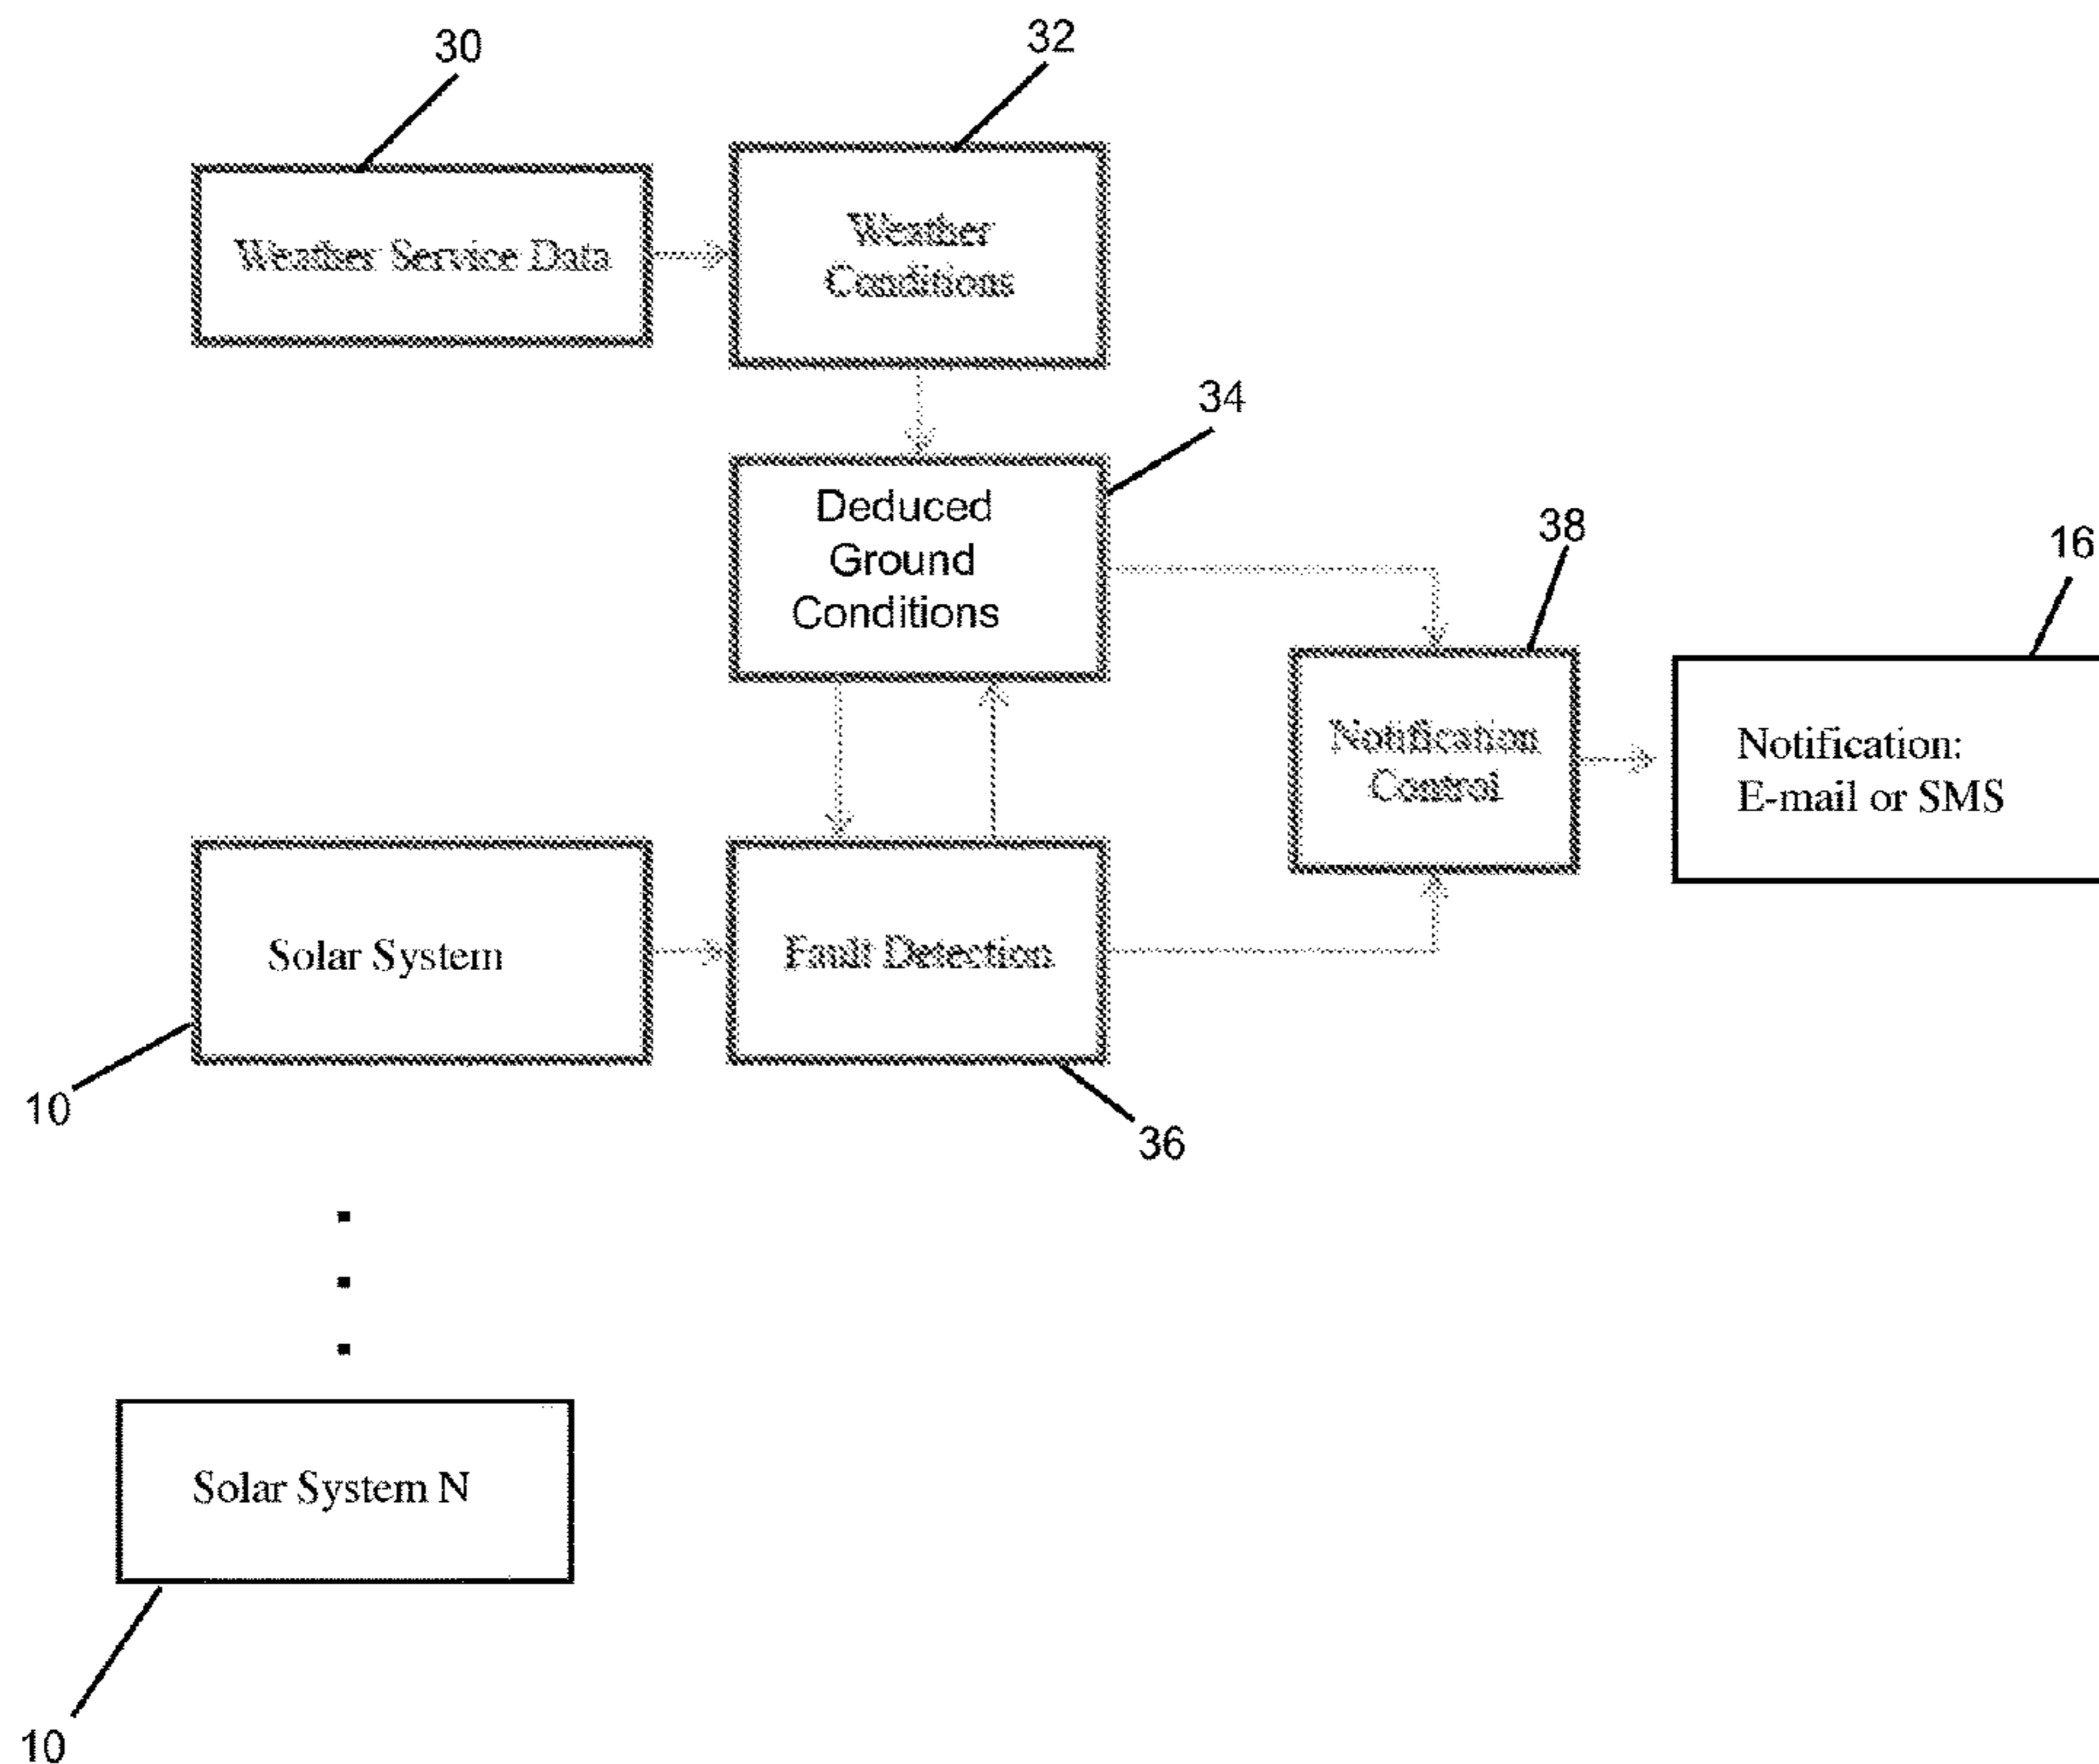 30
32
Weather Service Data
Weather
Conditions
34
Deduced
Ground
Conditions
38
16
Notification
Control
Notification:
E-mail or SMS
Solar System
Fault Detection
10
36
Solar System N
10